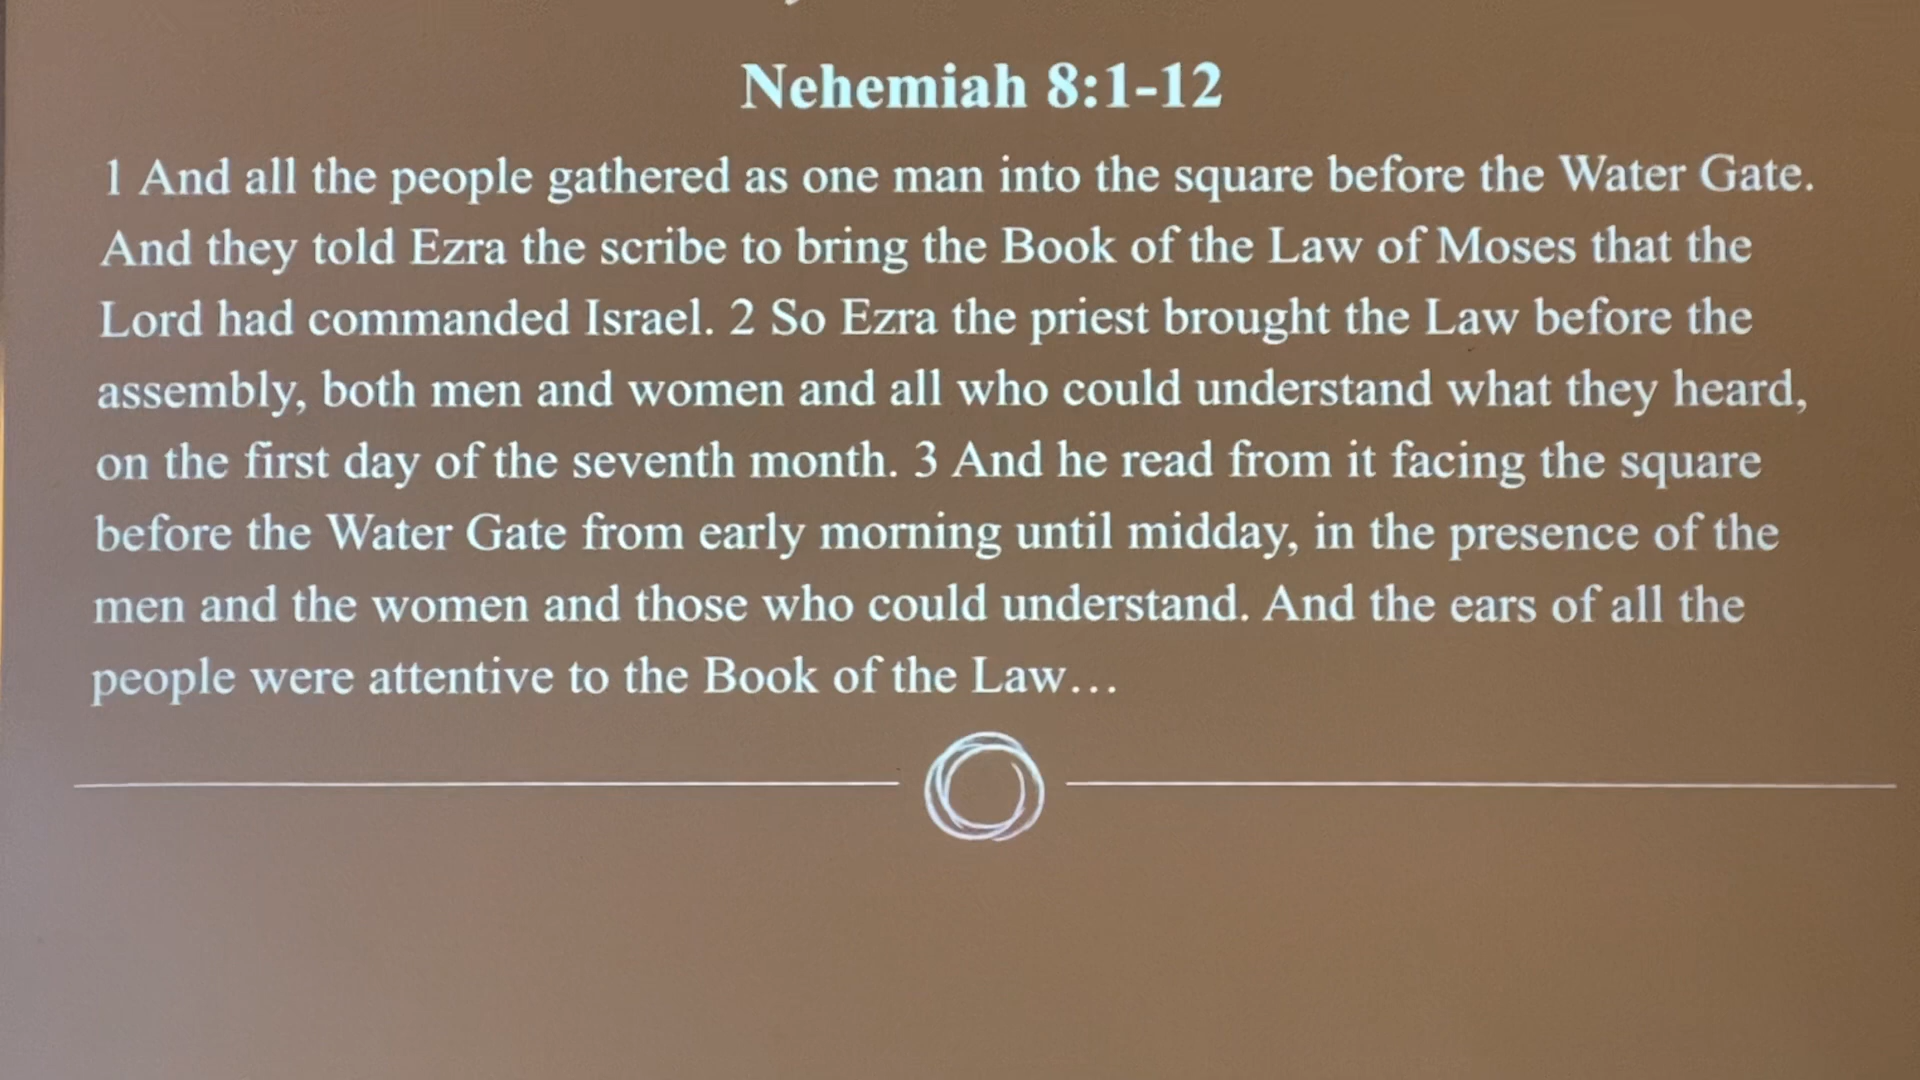 Nehemiah 8:1-12
1 And all the people gathered as one man into the square before the Water Gate.
And they told Ezra the scribe to bring the Book of the Law of Moses that the
Lord had commanded Israel. 2 So Ezra the priest brought the Law before the
assembly, both men and women and all who could understand what they heard,
on the first day of the seventh month. 3 And he read from it facing the square
before the Water Gate from early morning until midday, in the presence of the
men and the women and those who could understand. And the ears of all the
people were attentive to the Book of the Law…